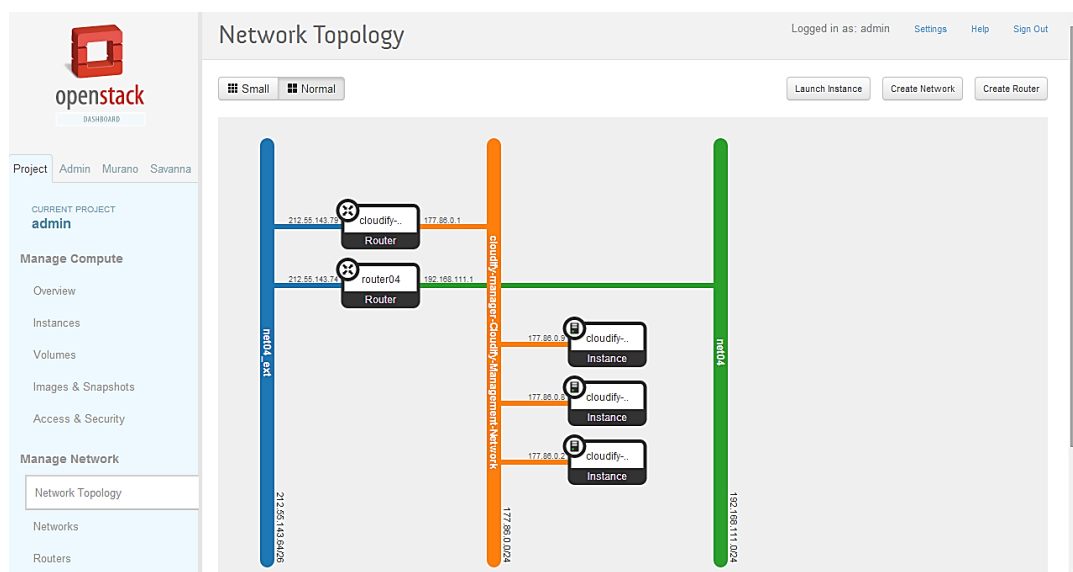 openstack
DASHBOARD
Project Admin Murano Savanna
CURRENT PROJECT
admin
Manage Compute
Overview
Instances
Volumes
Images & Snapshots
Access & Security
Manage Network
Network Topology
Networks
Routers
Network Topology
Logged in as: admin Settings Help Sign Out
Small Normal
Launch Instance Create Network Create Router
212.55.143.79 cloudify-.. 177.86.0.1
Router
212.55.143.74 router04 192.168.111.1
Router
177.86.0.9 cloudify-..
Instance
177.86.0.8 cloudify-..
Instance
177.86.0.2 cloudify-..
Instance
net04_ext
212.55.143.64/26
cloudify-manager-Cloudify-Management-Network
177.86.0.0/24
net04
192.168.111.0/24